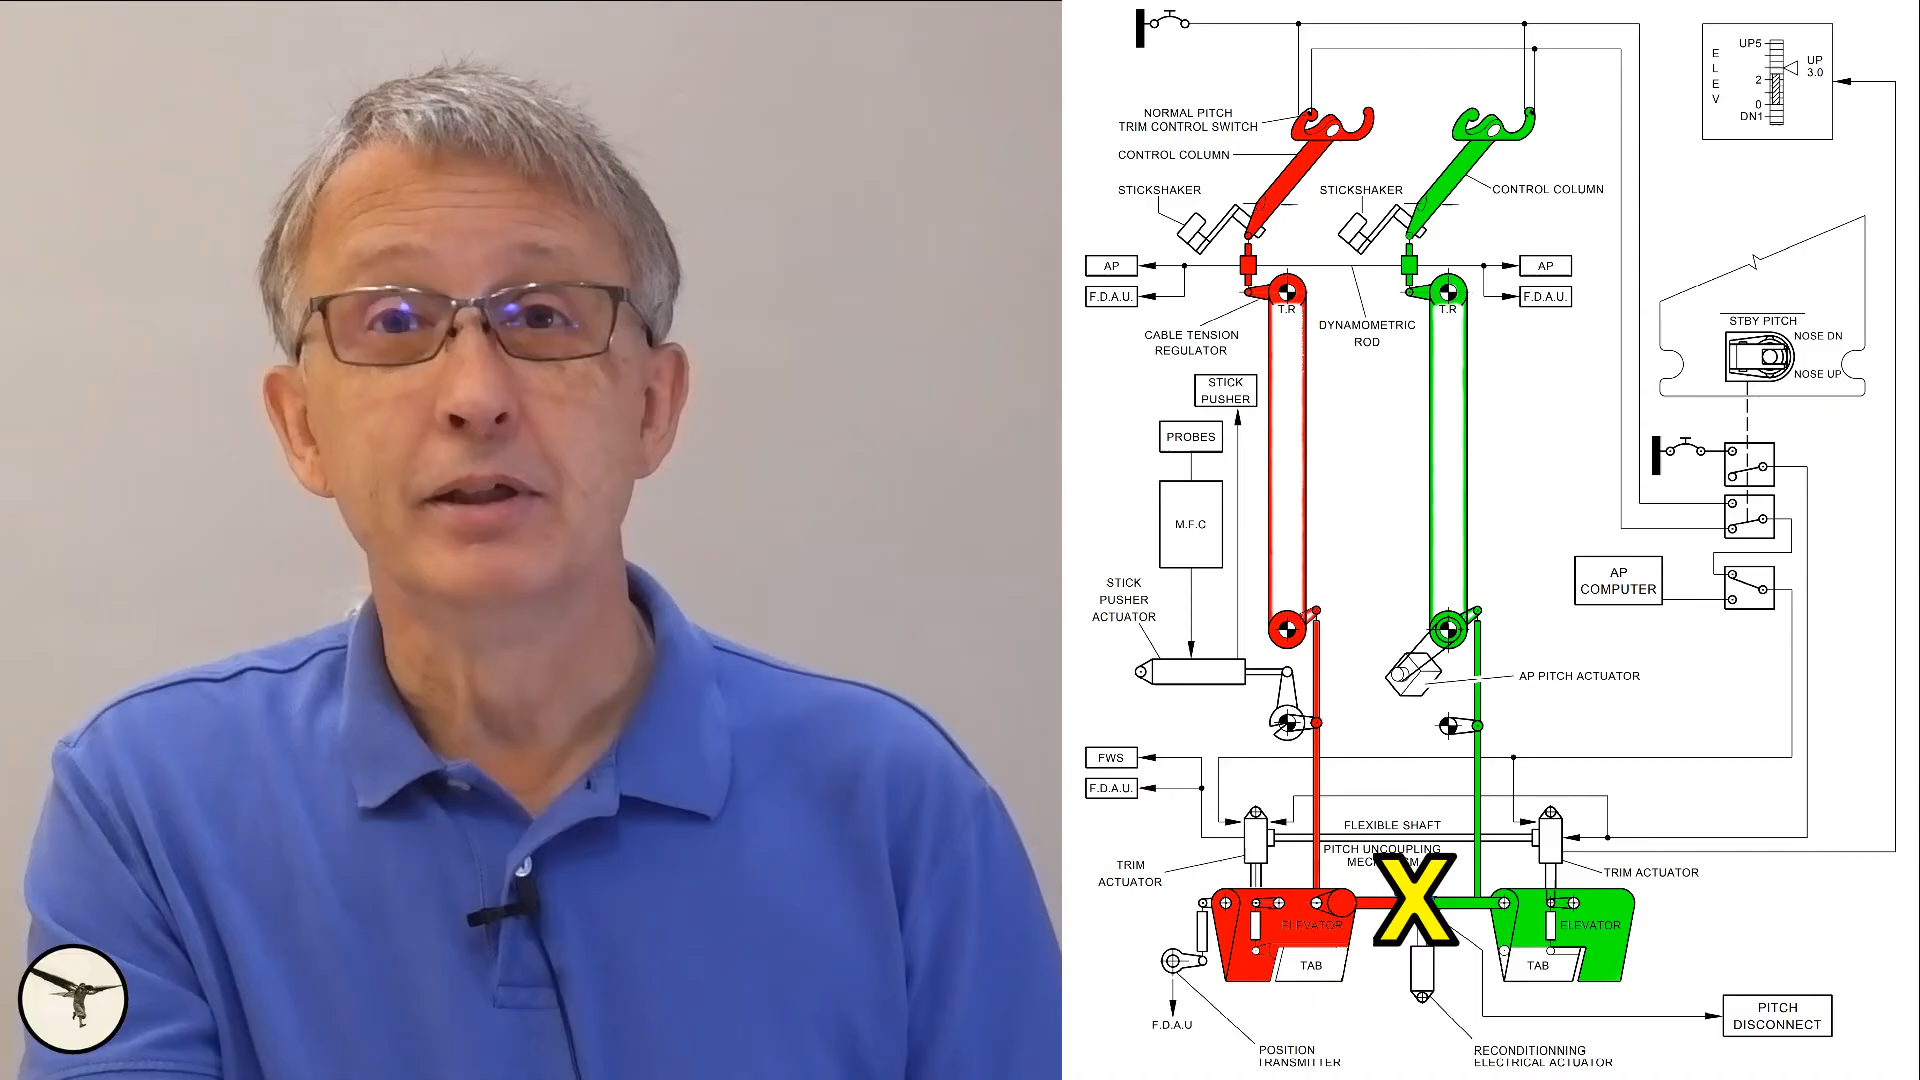 UP5
E
L
E
V
UP
3.0
2
0
DN1
NORMAL PITCH
TRIM CONTROL SWITCH
CONTROL COLUMN
STICKSHAKER
STICKSHAKER
CONTROL COLUMN
AP
F.D.A.U.
AP
F.D.A.U.
T.R
T.R
CABLE TENSION
REGULATOR
DYNAMOMETRIC
ROD
STBY PITCH
NOSE DN
NOSE UP
STICK
PUSHER
PROBES
M.F.C
STICK
PUSHER
ACTUATOR
AP
COMPUTER
AP PITCH ACTUATOR
FWS
F.D.A.U.
FLEXIBLE SHAFT
PITCH UNCOUPLING
TRIM
ACTUATOR
TRIM ACTUATOR
ELEVATOR
ELEVATOR
TAB
TAB
F.D.A.U
PITCH
DISCONNECT
POSITION
TRANSMITTER
RECONDITIONNING
ELECTRICAL ACTUATOR